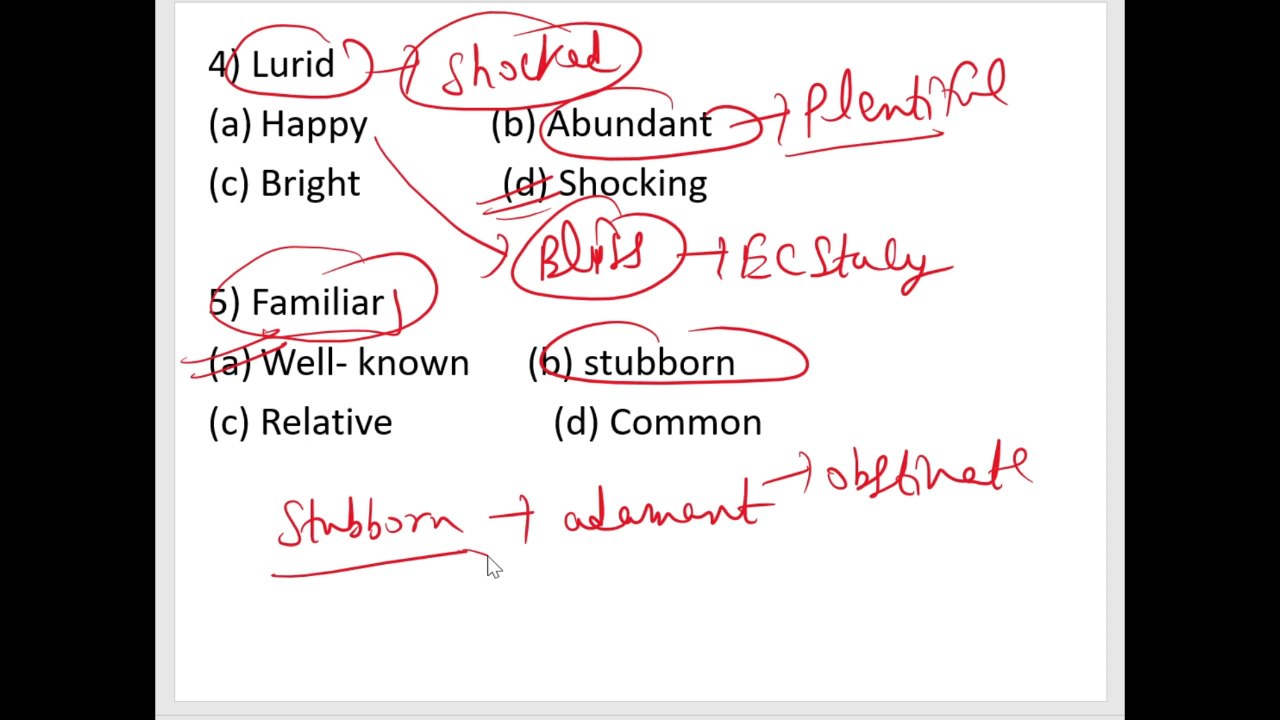 4) Lurid → Shocked
(a) Happy (b) Abundant → Plentiful
(c) Bright (d) Shocking
Bliss → ECStasy
5) Familiar
(a) Well- known (b) stubborn
(c) Relative (d) Common
Stubborn → adament → obstinate